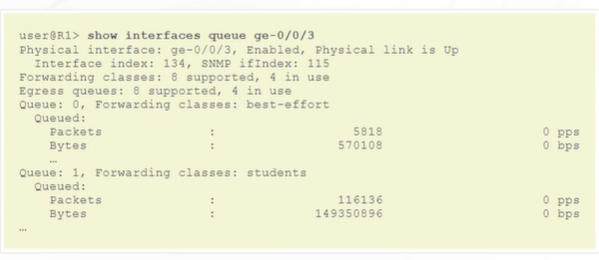 user@R1> show interfaces queue ge-0/0/3
Physical interface: ge-0/0/3, Enabled, Physical link is Up
  Interface index: 134, SNMP ifIndex: 115
Forwarding classes: 8 supported, 4 in use
Egress queues: 8 supported, 4 in use
Queue: 0, Forwarding classes: best-effort
  Queued:
    Packets              :                  5818                     0 pps
    Bytes                :                570108                     0 bps
    …
Queue: 1, Forwarding classes: students
  Queued:
    Packets              :                116136                     0 pps
    Bytes                :             149350896                     0 bps
…